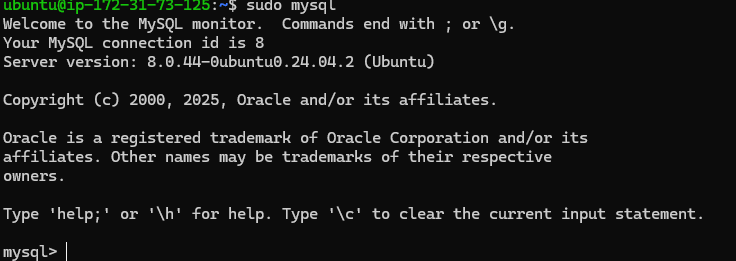 ubuntu@ip-172-31-73-125:~$ sudo mysql
Welcome to the MySQL monitor.  Commands end with ; or \g.
Your MySQL connection id is 8
Server version: 8.0.44-0ubuntu0.24.04.2 (Ubuntu)
Copyright (c) 2000, 2025, Oracle and/or its affiliates.
Oracle is a registered trademark of Oracle Corporation and/or its
affiliates. Other names may be trademarks of their respective
owners.
Type 'help;' or '\h' for help. Type '\c' to clear the current input statement.
mysql>